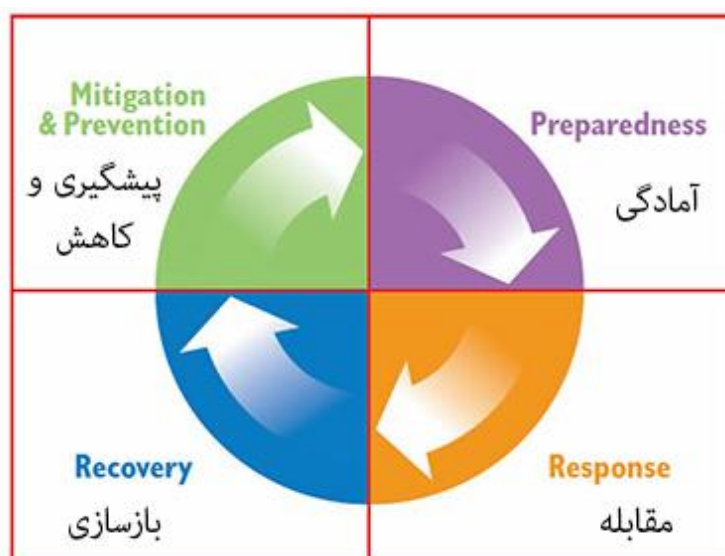 Mitigation
& Prevention
پیشگیری و
کاهش
Preparedness
آمادگی
Recovery
بازسازی
Response
مقابله